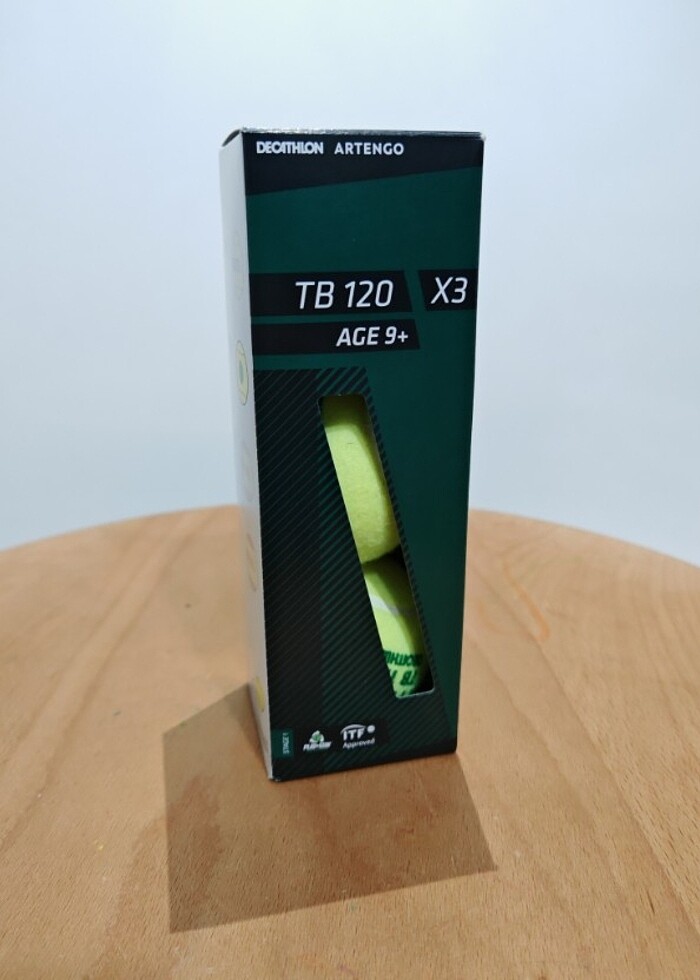 DECATHLON ARTENGO
TB 120 X3
AGE 9+
STAGE 1
ITF
Approved